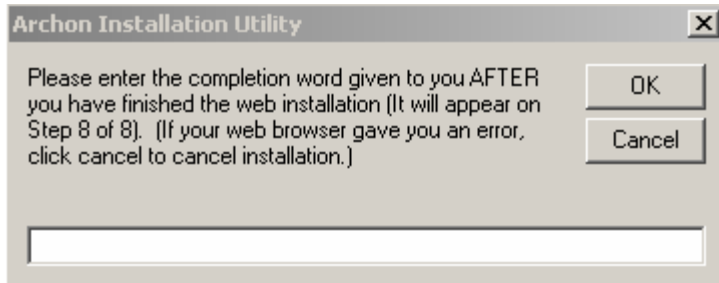 Archon Installation Utility
Please enter the completion word given to you AFTER
you have finished the web installation (It will appear on
Step 8 of 8). (If your web browser gave you an error,
click cancel to cancel installation.)
OK
Cancel